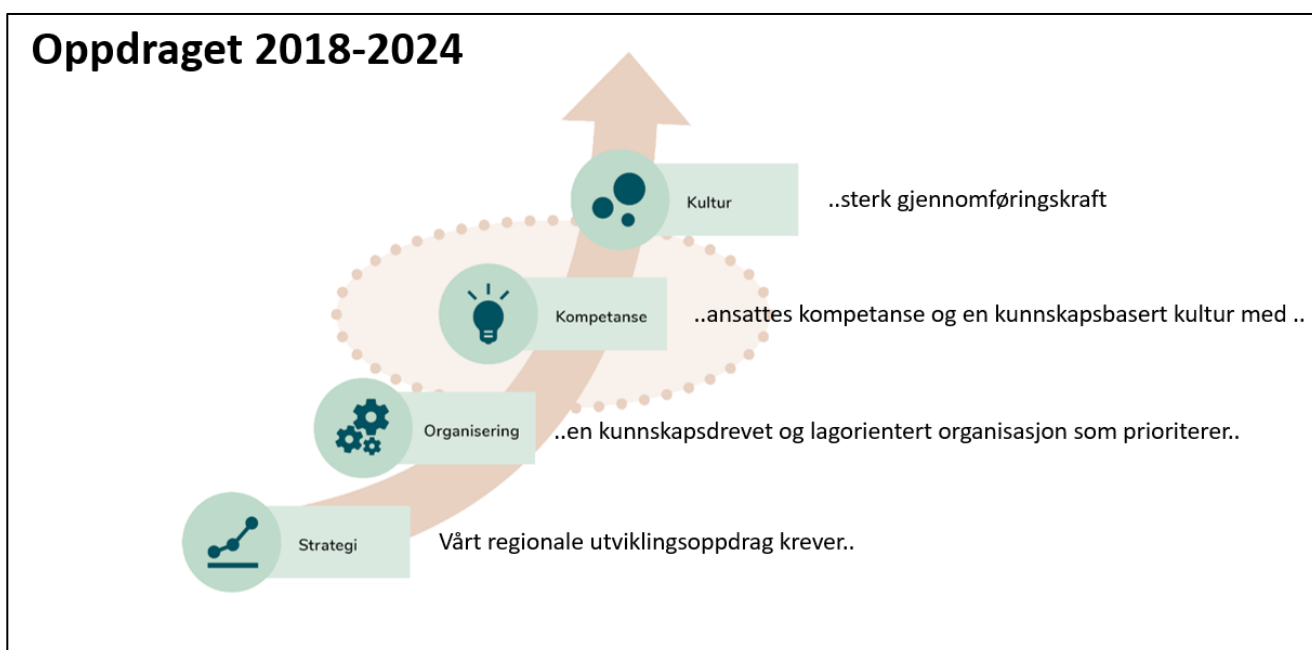 Oppdraget 2018-2024
Kultur ..sterk gjennomføringskraft
Kompetanse ..ansattes kompetanse og en kunnskapsbasert kultur med ..
Organisering ..en kunnskapsdrevet og lagorientert organisasjon som prioriterer..
Strategi Vårt regionale utviklingsoppdrag krever..